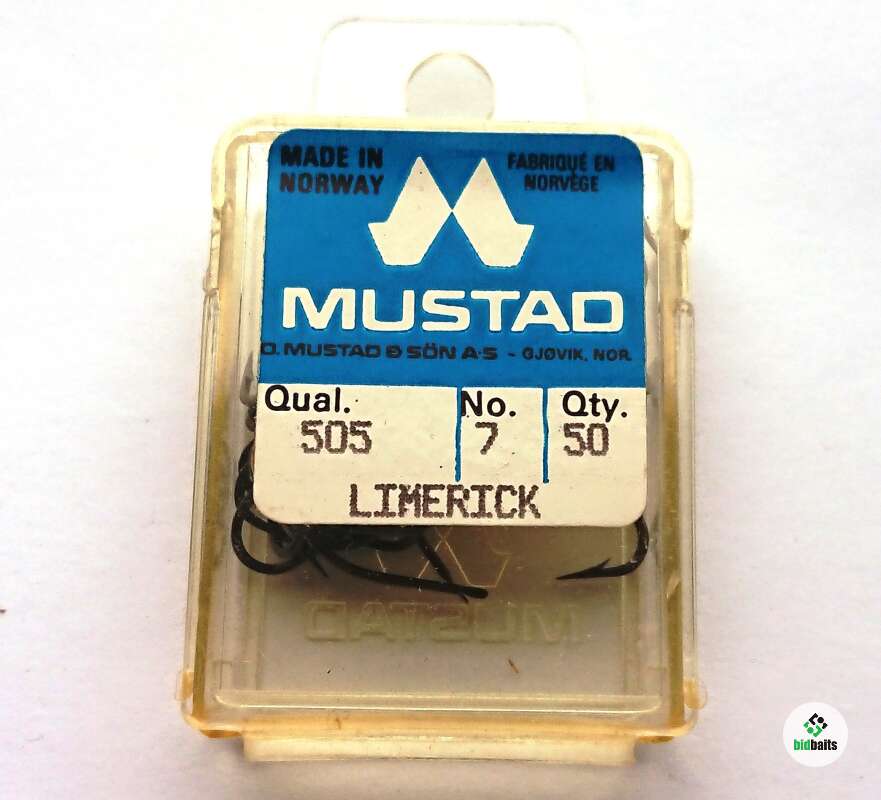 MADE IN
NORWAY
FABRIQUÉ EN
NORVÈGE
MUSTAD
O. MUSTAD & SÖN A·S - GJØVIK. NOR.
Qual. No. Qty.
505 7 50
LIMERICK
MUSTAD
bidbaits